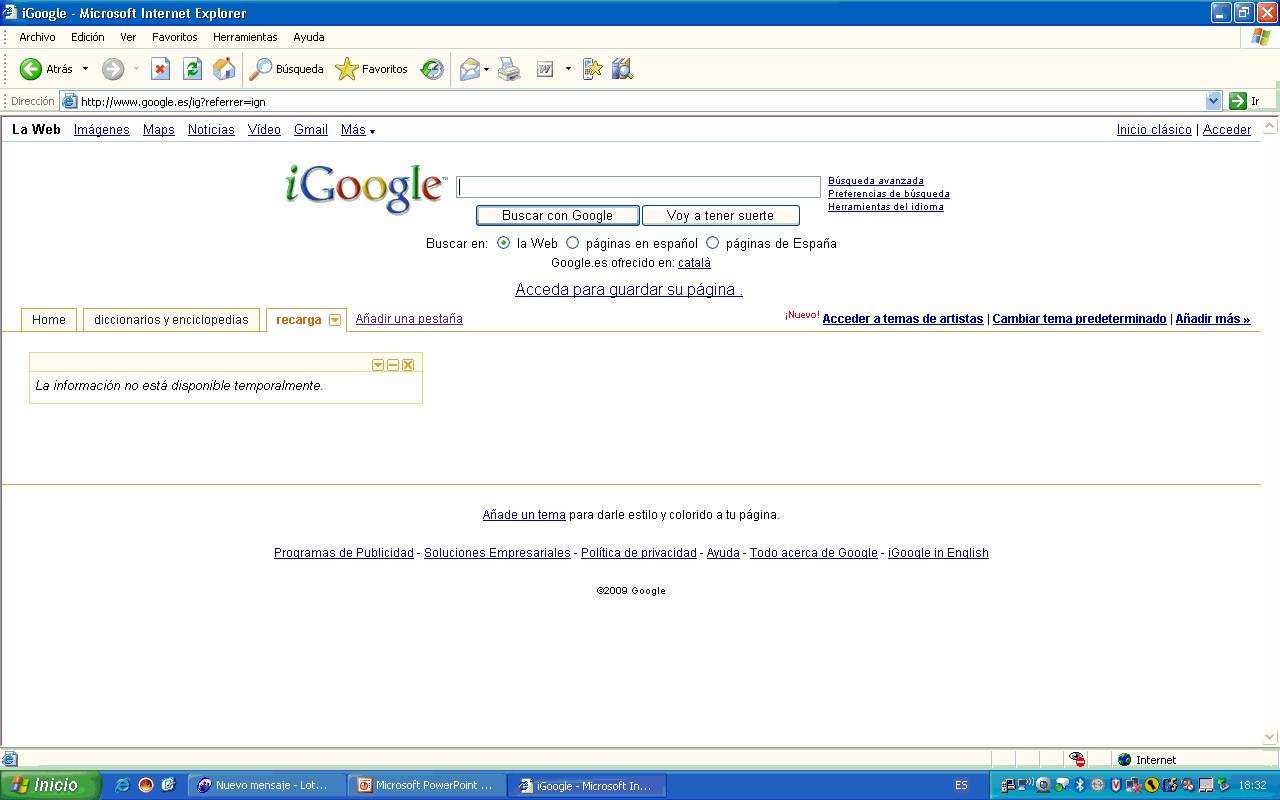 iGoogle - Microsoft Internet Explorer
Archivo Edición Ver Favoritos Herramientas Ayuda
Atrás Búsqueda Favoritos
Dirección http://www.google.es/ig?referrer=ign Ir
La Web Imágenes Maps Noticias Vídeo Gmail Más Inicio clásico | Acceder
iGoogle™
Búsqueda avanzada
Preferencias de búsqueda
Herramientas del idioma
Buscar con Google Voy a tener suerte
Buscar en: la Web páginas en español páginas de España
Google.es ofrecido en: català
Acceda para guardar su página .
Home diccionarios y enciclopedias recarga Añadir una pestaña ¡Nuevo! Acceder a temas de artistas | Cambiar tema predeterminado | Añadir más »
La información no está disponible temporalmente.
Añade un tema para darle estilo y colorido a tu página.
Programas de Publicidad - Soluciones Empresariales - Política de privacidad - Ayuda - Todo acerca de Google - iGoogle in English
©2009 Google
Internet
Inicio Nuevo mensaje - Lot... Microsoft PowerPoint ... iGoogle - Microsoft In... ES 18:32